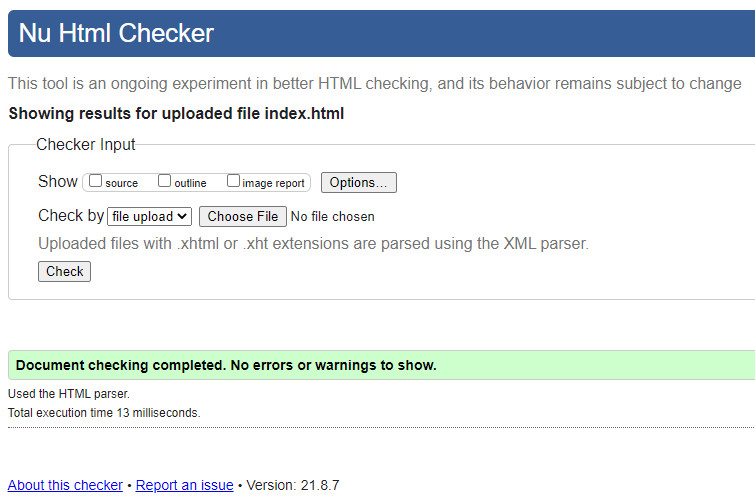 Nu Html Checker
This tool is an ongoing experiment in better HTML checking, and its behavior remains subject to change
Showing results for uploaded file index.html
Checker Input
Show source outline image report Options...
Check by file upload Choose File No file chosen
Uploaded files with .xhtml or .xht extensions are parsed using the XML parser.
Check
Document checking completed. No errors or warnings to show.
Used the HTML parser.
Total execution time 13 milliseconds.
About this checker • Report an issue • Version: 21.8.7